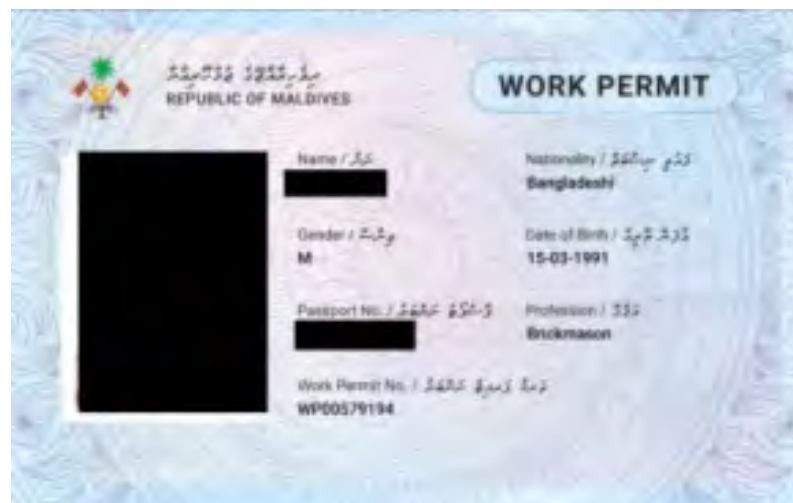 ދިވެހިރާއްޖޭގެ ޖުމްހޫރިއްޔާ
REPUBLIC OF MALDIVES
WORK PERMIT
Name / ނަން
Nationality /
Bangladeshi
Gender / ޖިންސު
M
Date of Birth /
15-03-1991
Passport No. / ޕާސްޕޯޓު ނަންބަރު
Profession /
Brickmason
Work Permit No. / ވޯކް ޕަރމިޓް ނަންބަރު
WP00579194